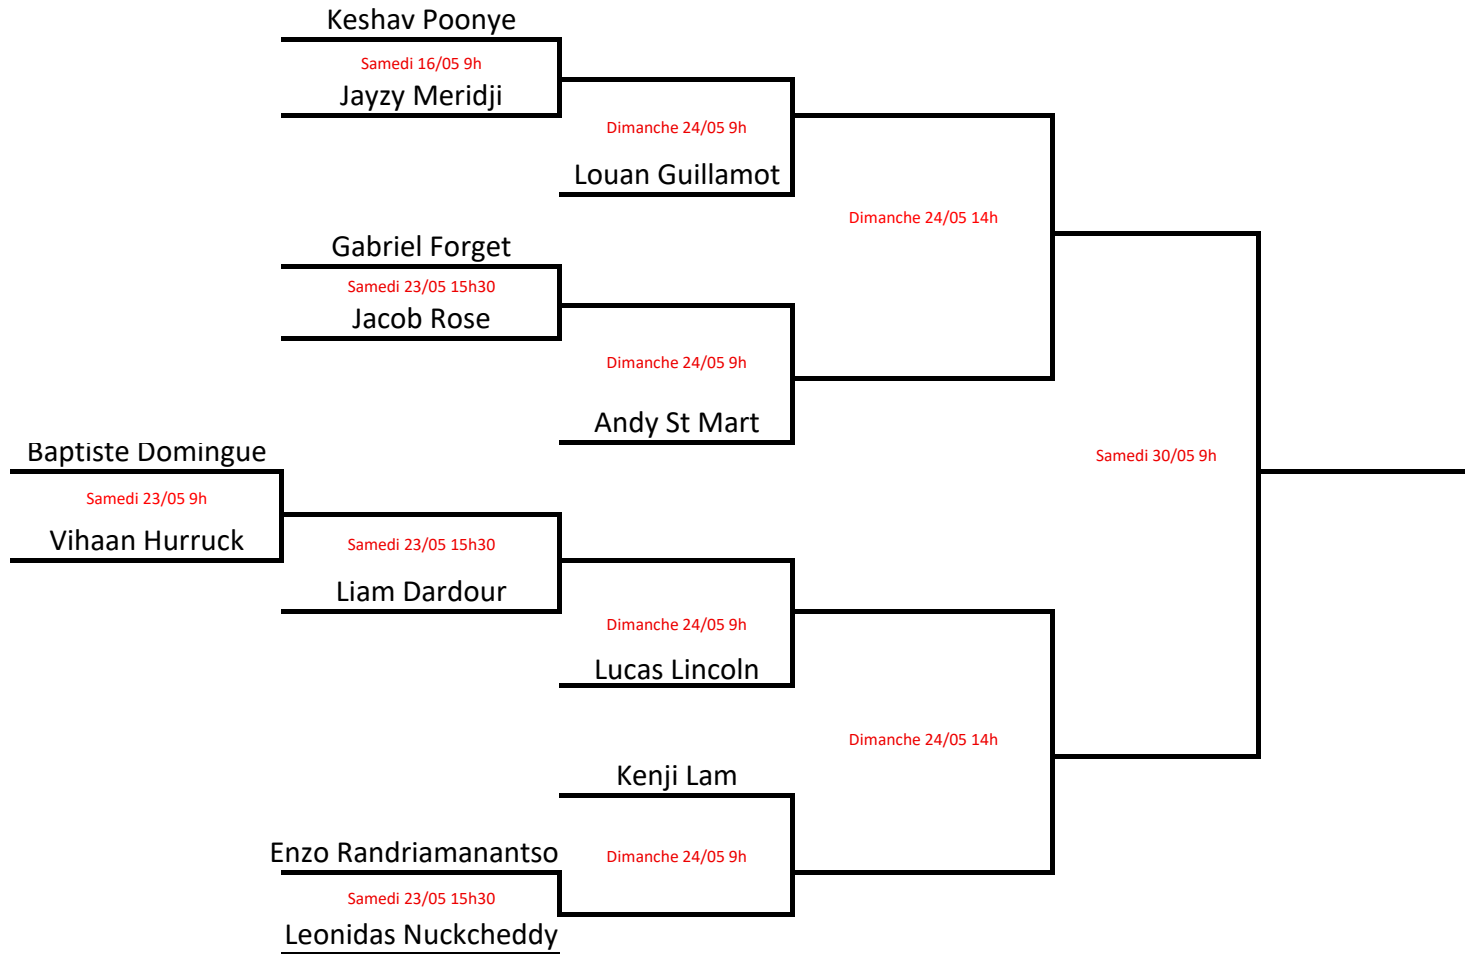 Keshav Poonye
Samedi 16/05 9h
Jayzy Meridji
Dimanche 24/05 9h
Louan Guillamot
Dimanche 24/05 14h
Gabriel Forget
Samedi 23/05 15h30
Jacob Rose
Dimanche 24/05 9h
Andy St Mart
Baptiste Domingue
Samedi 30/05 9h
Samedi 23/05 9h
Vihaan Hurruck
Samedi 23/05 15h30
Liam Dardour
Dimanche 24/05 9h
Lucas Lincoln
Dimanche 24/05 14h
Kenji Lam
Enzo Randriamanantso
Dimanche 24/05 9h
Samedi 23/05 15h30
Leonidas Nuckcheddy